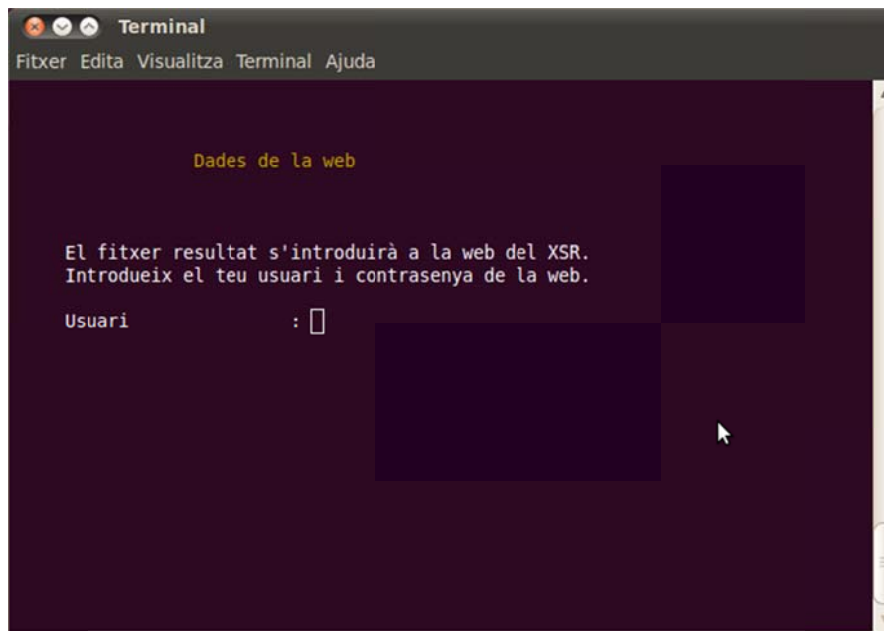 Terminal
Fitxer Edita Visualitza Terminal Ajuda
Dades de la web
El fitxer resultat s'introduirà a la web del XSR.
Introdueix el teu usuari i contrasenya de la web.
Usuari :